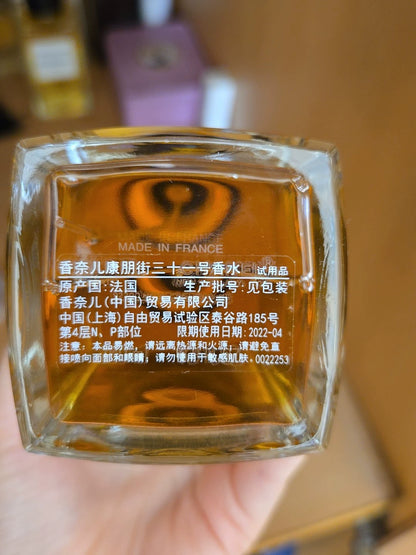 MADE IN FRANCE
香奈儿康朋街三十一号香水 试用品
原产国:法国 生产批号:见包装
香奈儿(中国)贸易有限公司
中国(上海)自由贸易试验区泰谷路185号
第4层N、P部位 限期使用日期:2022-04
注意:本品易燃,请远离热源和火源,请避免直
接喷向面部和眼睛,请勿使用于敏感肌肤。0022253